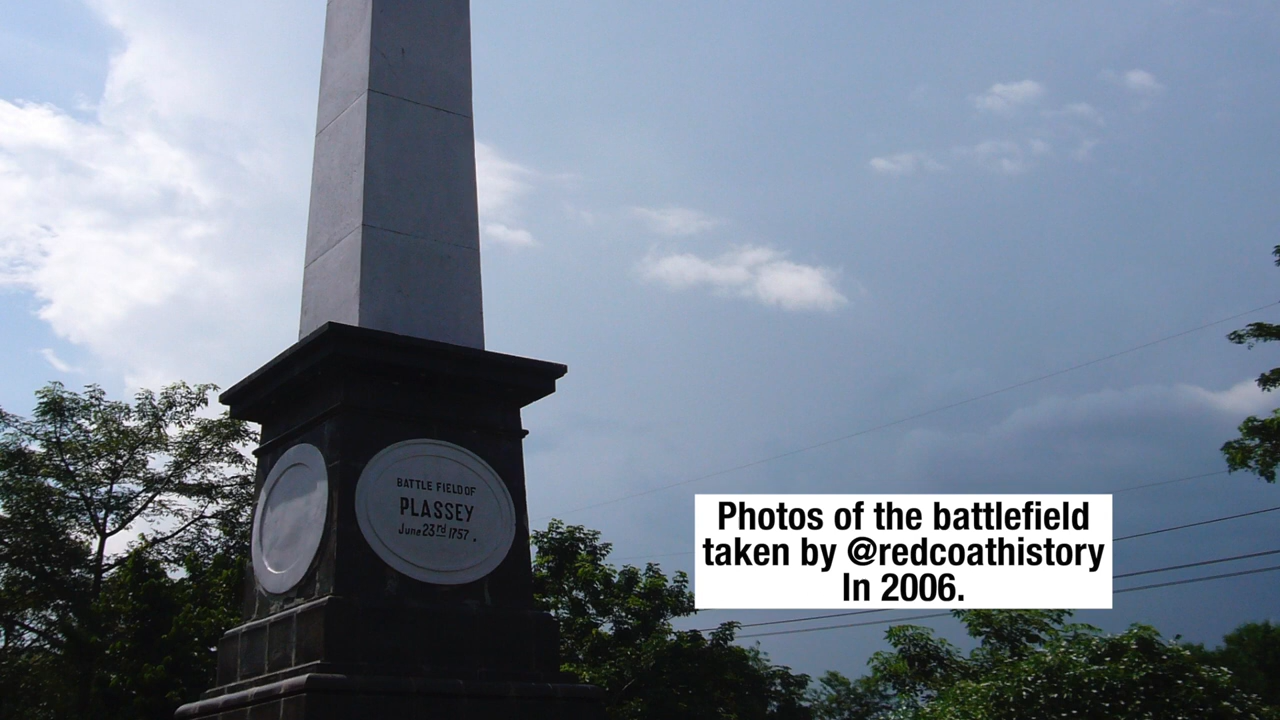 BATTLE FIELD OF
PLASSEY
June 23rd 1757.
Photos of the battlefield
taken by @redcoathistory
In 2006.